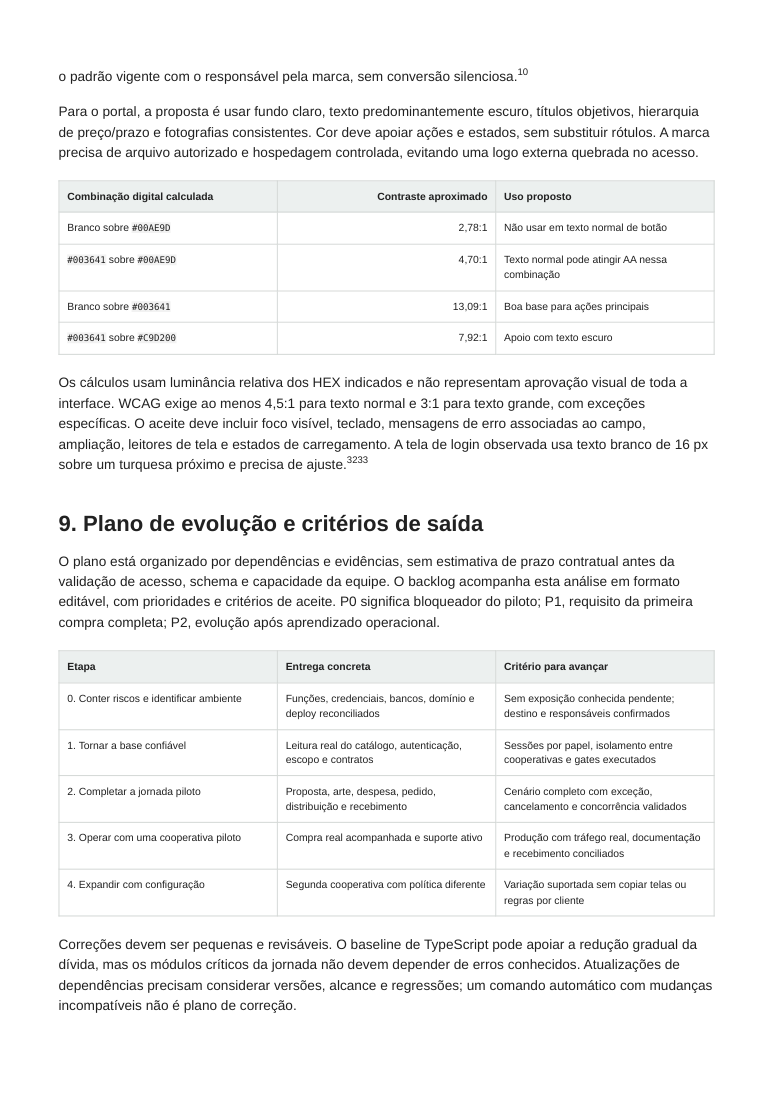 o padrão vigente com o responsável pela marca, sem conversão silenciosa.10
Para o portal, a proposta é usar fundo claro, texto predominantemente escuro, títulos objetivos, hierarquia
de preço/prazo e fotografias consistentes. Cor deve apoiar ações e estados, sem substituir rótulos. A marca
precisa de arquivo autorizado e hospedagem controlada, evitando uma logo externa quebrada no acesso.
Combinação digital calculada Contraste aproximado Uso proposto
Branco sobre #00AE9D 2,78:1 Não usar em texto normal de botão
#003641 sobre #00AE9D 4,70:1 Texto normal pode atingir AA nessa
combinação
Branco sobre #003641 13,09:1 Boa base para ações principais
#003641 sobre #C9D200 7,92:1 Apoio com texto escuro
Os cálculos usam luminância relativa dos HEX indicados e não representam aprovação visual de toda a
interface. WCAG exige ao menos 4,5:1 para texto normal e 3:1 para texto grande, com exceções
específicas. O aceite deve incluir foco visível, teclado, mensagens de erro associadas ao campo,
ampliação, leitores de tela e estados de carregamento. A tela de login observada usa texto branco de 16 px
sobre um turquesa próximo e precisa de ajuste.3233
9. Plano de evolução e critérios de saída
O plano está organizado por dependências e evidências, sem estimativa de prazo contratual antes da
validação de acesso, schema e capacidade da equipe. O backlog acompanha esta análise em formato
editável, com prioridades e critérios de aceite. P0 significa bloqueador do piloto; P1, requisito da primeira
compra completa; P2, evolução após aprendizado operacional.
Etapa Entrega concreta Critério para avançar
0. Conter riscos e identificar ambiente Funções, credenciais, bancos, domínio e Sem exposição conhecida pendente;
deploy reconciliados destino e responsáveis confirmados
1. Tornar a base confiável Leitura real do catálogo, autenticação, Sessões por papel, isolamento entre
escopo e contratos cooperativas e gates executados
2. Completar a jornada piloto Proposta, arte, despesa, pedido, Cenário completo com exceção,
distribuição e recebimento cancelamento e concorrência validados
3. Operar com uma cooperativa piloto Compra real acompanhada e suporte ativo Produção com tráfego real, documentação
e recebimento conciliados
4. Expandir com configuração Segunda cooperativa com política diferente Variação suportada sem copiar telas ou
regras por cliente
Correções devem ser pequenas e revisáveis. O baseline de TypeScript pode apoiar a redução gradual da
dívida, mas os módulos críticos da jornada não devem depender de erros conhecidos. Atualizações de
dependências precisam considerar versões, alcance e regressões; um comando automático com mudanças
incompatíveis não é plano de correção.